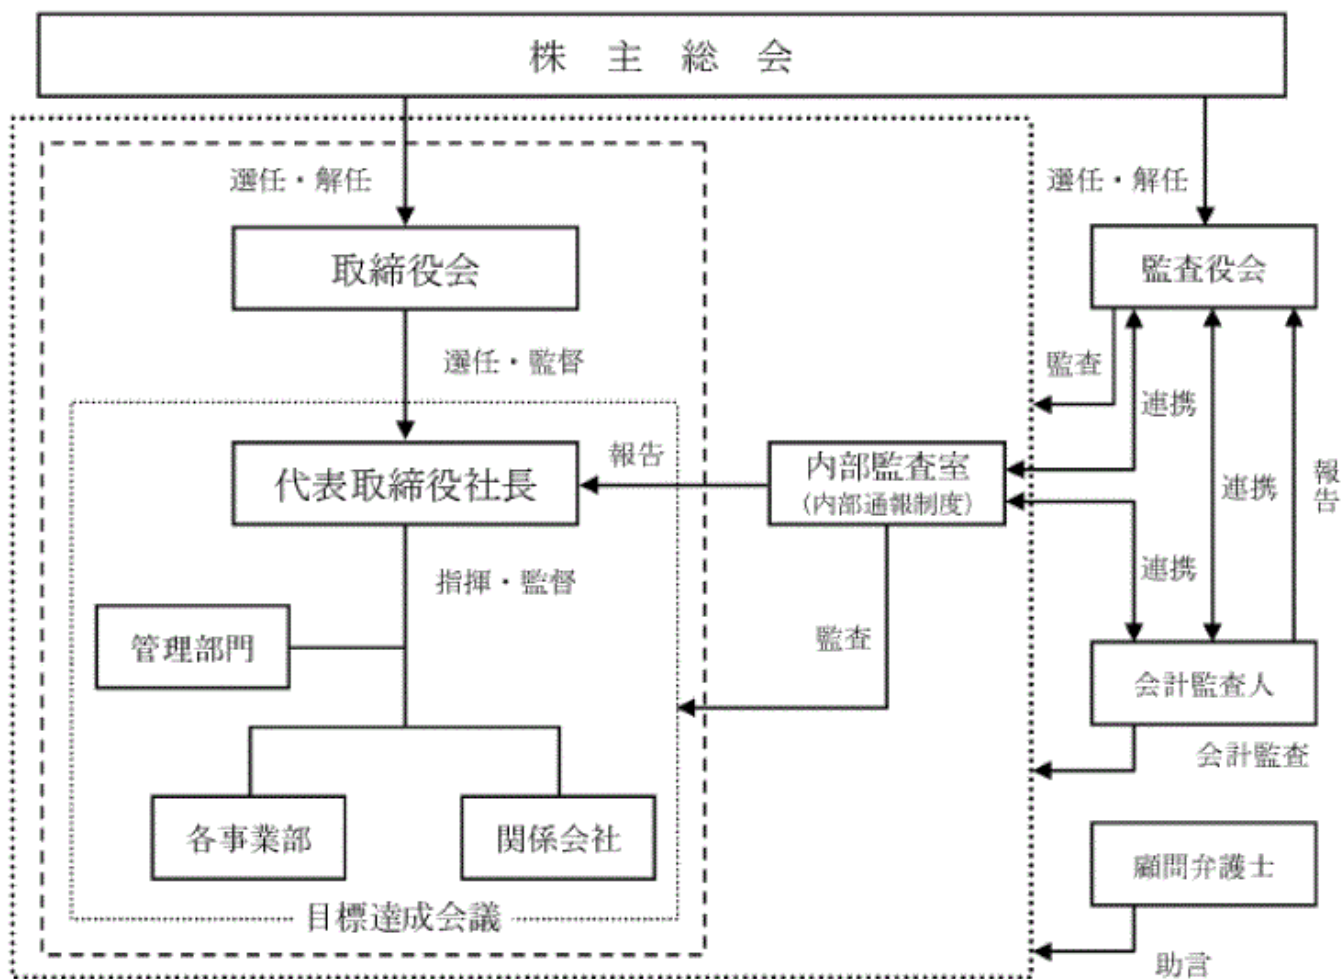 株主総会
選任・解任
選任・解任
取締役会
監査役会
選任・監督
監査
連携
報告
代表取締役社長
内部監査室
(内部通報制度)
連携
報告
指揮・監督
連携
管理部門
監査
会計監査人
会計監査
各事業部
関係会社
顧問弁護士
目標達成会議
助言